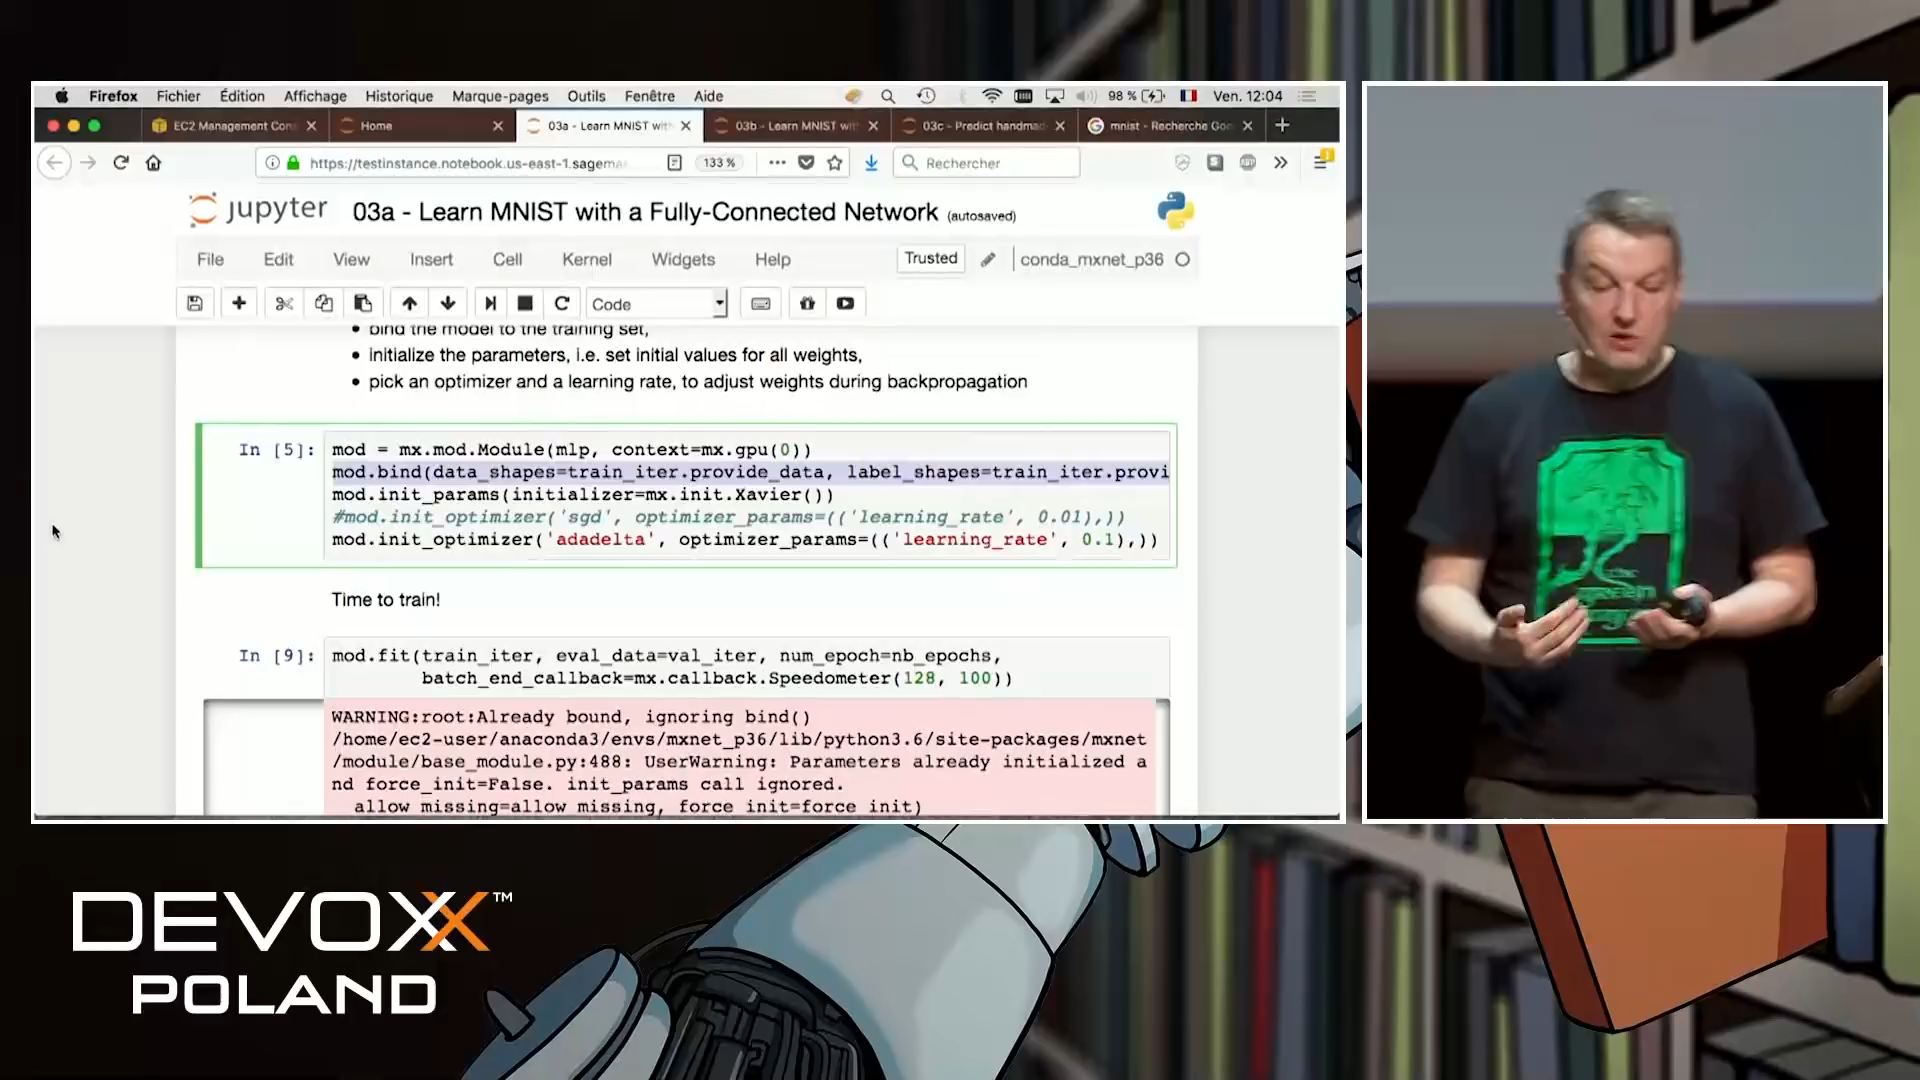 Firefox Fichier Édition Affichage Historique Marque-pages Outils Fenêtre Aide 98 % Ven. 12:04
EC2 Management Con Home 03a - Learn MNIST with 03b - Learn MNIST wit 03c - Predict handmad mnist - Recherche Goo
https://testinstance.notebook.us-east-1.sagema 133 % Rechercher
jupyter 03a - Learn MNIST with a Fully-Connected Network (autosaved)
File Edit View Insert Cell Kernel Widgets Help Trusted conda_mxnet_p36
Code
bind the model to the training set,
• initialize the parameters, i.e. set initial values for all weights,
• pick an optimizer and a learning rate, to adjust weights during backpropagation
In [5]: mod = mx.mod.Module(mlp, context=mx.gpu(0))
mod.bind(data_shapes=train_iter.provide_data, label_shapes=train_iter.provi
mod.init_params(initializer=mx.init.Xavier())
#mod.init_optimizer('sgd', optimizer_params=(('learning_rate', 0.01),))
mod.init_optimizer('adadelta', optimizer_params=(('learning_rate', 0.1),))
Time to train!
In [9]: mod.fit(train_iter, eval_data=val_iter, num_epoch=nb_epochs,
batch_end_callback=mx.callback.Speedometer(128, 100))
WARNING:root:Already bound, ignoring bind()
/home/ec2-user/anaconda3/envs/mxnet_p36/lib/python3.6/site-packages/mxnet
/module/base_module.py:488: UserWarning: Parameters already initialized a
nd force_init=False. init_params call ignored.
allow_missing=allow_missing, force_init=force_init)
DEVOXX™
POLAND